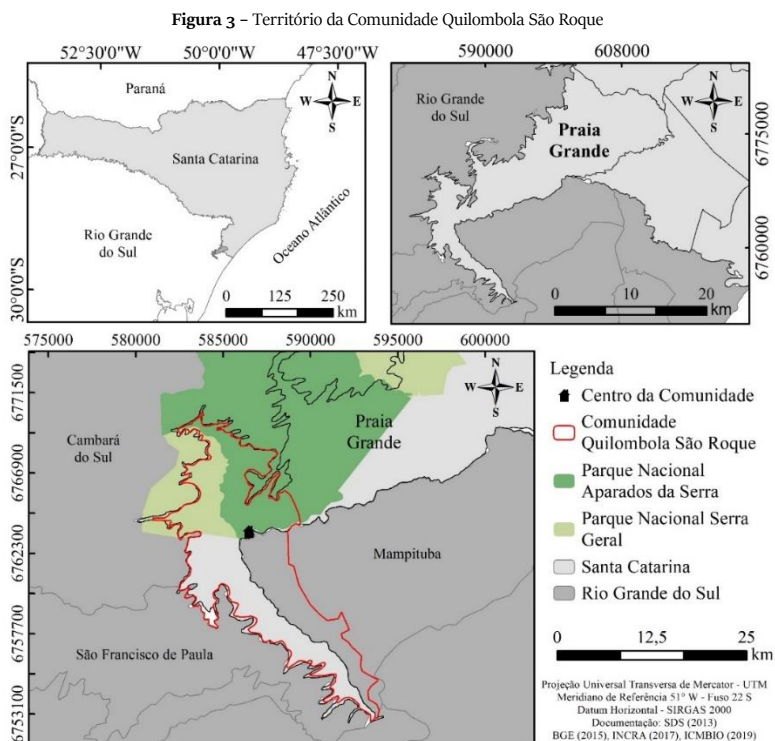 Figura 3 – Território da Comunidade Quilombola São Roque
52°30'0"W 50°0'0"W 47°30'0"W
27°0'0"S
30°0'0"S
Paraná
Santa Catarina
Rio Grande
do Sul
Oceano Atlântico
N
W E
S
0 125 250
km
590000 608000
6775000
6760000
Rio Grande
do Sul
Praia
Grande
N
W E
S
0 10 20
km
575000 580000 585000 590000 595000 600000
6771500
6766900
6762300
6757700
6753100
Cambará
do Sul
Praia
Grande
Mampituba
São Francisco de Paula
N
W E
S
Legenda
Centro da Comunidade
Comunidade
Quilombola São Roque
Parque Nacional
Aparados da Serra
Parque Nacional Serra
Geral
Santa Catarina
Rio Grande do Sul
0 12,5 25
km
Projeção Universal Transversa de Mercator - UTM
Meridiano de Referência 51° W - Fuso 22 S
Datum Horizontal - SIRGAS 2000
Documentação: SDS (2013)
BGE (2015), INCRA (2017), ICMBIO (2019)